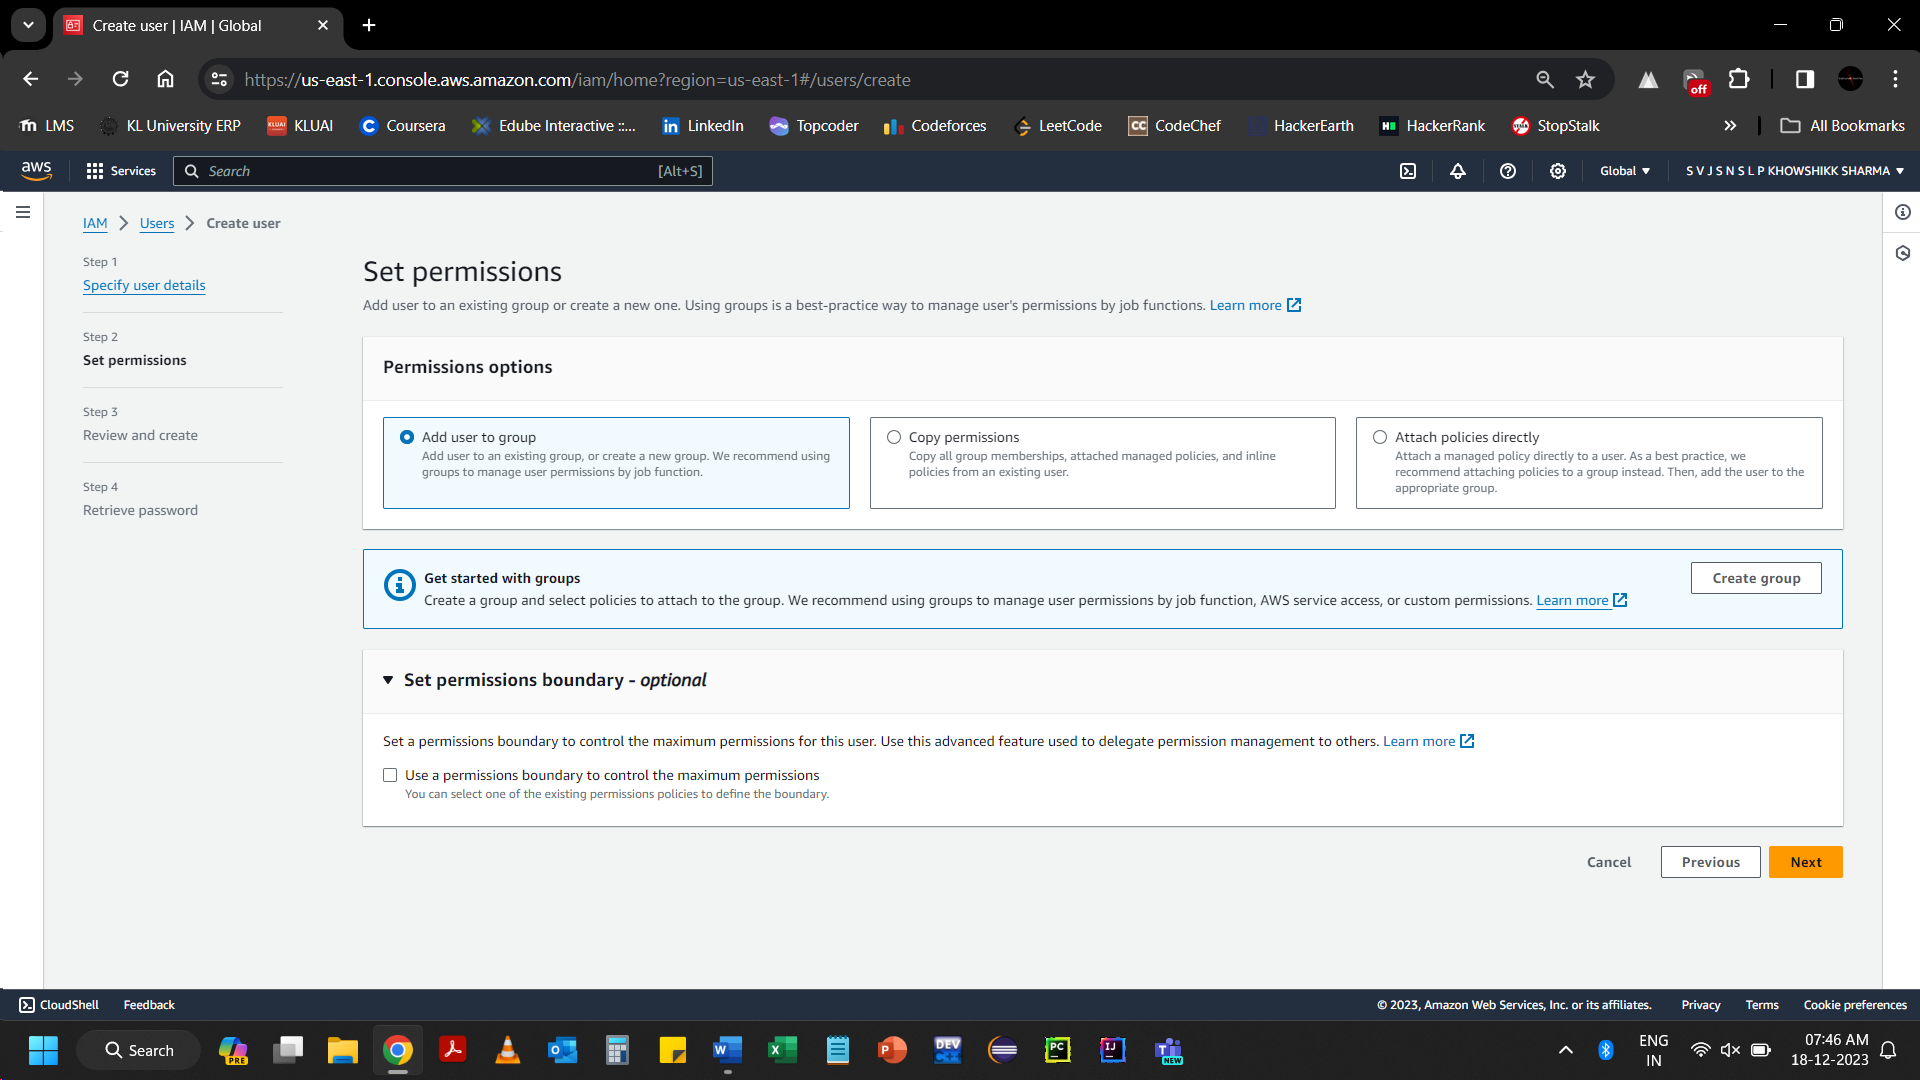 Create user | IAM | Global
https://us-east-1.console.aws.amazon.com/iam/home?region=us-east-1#/users/create
off
LMS
KL University ERP
KLUAI
KLUAI
Coursera
Edube Interactive ::...
LinkedIn
Topcoder
Codeforces
LeetCode
CodeChef
HackerEarth
HackerRank
StopStalk
All Bookmarks
aws
Services
Search
[Alt+S]
Global
S V J S N S L P KHOWSHIKK SHARMA
IAM
Users
Create user
Step 1
Specify user details
Step 2
Set permissions
Step 3
Review and create
Step 4
Retrieve password
Set permissions
Add user to an existing group or create a new one. Using groups is a best-practice way to manage user's permissions by job functions. Learn more
Permissions options
Add user to group
Add user to an existing group, or create a new group. We recommend using
groups to manage user permissions by job function.
Copy permissions
Copy all group memberships, attached managed policies, and inline
policies from an existing user.
Attach policies directly
Attach a managed policy directly to a user. As a best practice, we
recommend attaching policies to a group instead. Then, add the user to the
appropriate group.
Get started with groups
Create a group and select policies to attach to the group. We recommend using groups to manage user permissions by job function, AWS service access, or custom permissions. Learn more
Create group
Set permissions boundary - optional
Set a permissions boundary to control the maximum permissions for this user. Use this advanced feature used to delegate permission management to others. Learn more
Use a permissions boundary to control the maximum permissions
You can select one of the existing permissions policies to define the boundary.
Cancel
Previous
Next
CloudShell
Feedback
© 2023, Amazon Web Services, Inc. or its affiliates.
Privacy
Terms
Cookie preferences
Search
PRE
DEV
PC
IJ
NEW
ENG
IN
07:46 AM
18-12-2023